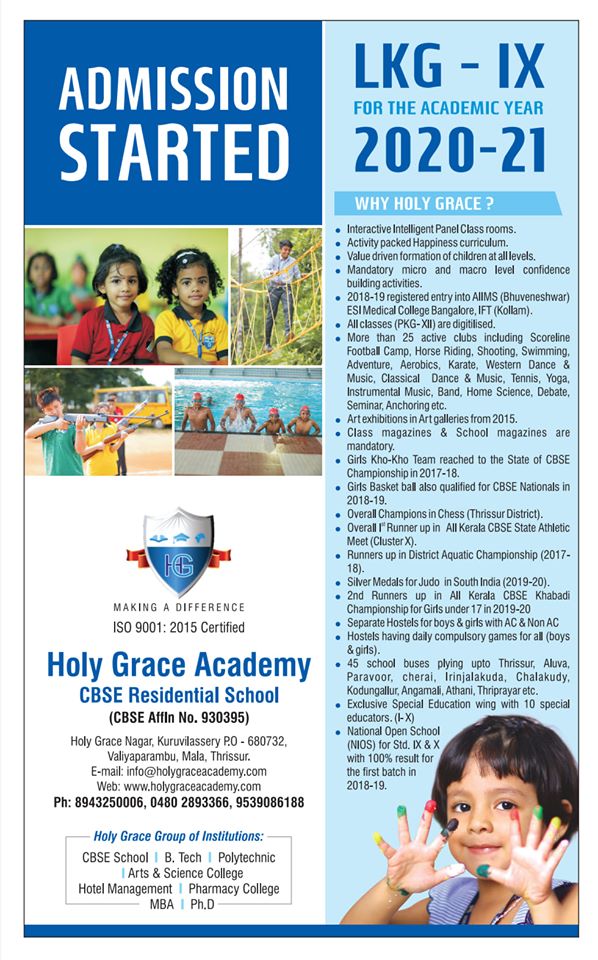 ADMISSION
STARTED
LKG - IX
FOR THE ACADEMIC YEAR
2020-21
WHY HOLY GRACE ?
Interactive Intelligent Panel Class rooms.
Activity packed Happiness curriculum.
Value driven formation of children at all levels.
Mandatory micro and macro level confidence
building activities.
2018-19 registered entry into AIIMS (Bhuveneshwar)
ESI Medical College Bangalore, IFT (Kollam).
All classes (PKG- XII) are digitilised.
More than 25 active clubs including Scoreline
Football Camp, Horse Riding, Shooting, Swimming,
Adventure, Aerobics, Karate, Western Dance &
Music, Classical Dance & Music, Tennis, Yoga,
Instrumental Music, Band, Home Science, Debate,
Seminar, Anchoring etc.
Art exhibitions in Art galleries from 2015.
Class magazines & School magazines are
mandatory.
Girls Kho-Kho Team reached to the State of CBSE
Championship in 2017-18.
Girls Basket ball also qualified for CBSE Nationals in
2018-19.
Overall Champions in Chess (Thrissur District).
Overall Ist Runner up in All Kerala CBSE State Athletic
Meet (Cluster X).
Runners up in District Aquatic Championship (2017-
18).
Silver Medals for Judo in South India (2019-20).
2nd Runners up in All Kerala CBSE Khabadi
Championship for Girls under 17 in 2019-20
Separate Hostels for boys & girls with AC & Non AC
Hostels having daily compulsory games for all (boys
& girls).
45 school buses plying upto Thrissur, Aluva,
Paravoor, cherai, Irinjalakuda, Chalakudy,
Kodungallur, Angamali, Athani, Thriprayar etc.
Exclusive Special Education wing with 10 special
educators. (I- X)
National Open School
(NIOS) for Std. IX & X
with 100% result for
the first batch in
2018-19.
HG
MAKING A DIFFERENCE
ISO 9001: 2015 Certified
Holy Grace Academy
CBSE Residential School
(CBSE Affln No. 930395)
Holy Grace Nagar, Kuruvilassery P.O - 680732,
Valiyaparambu, Mala, Thrissur.
E-mail: info@holygraceacademy.com
Web: www.holygraceacademy.com
Ph: 8943250006, 0480 2893366, 9539086188
Holy Grace Group of Institutions:
CBSE School | B. Tech | Polytechnic
| Arts & Science College
Hotel Management | Pharmacy College
MBA | Ph,D